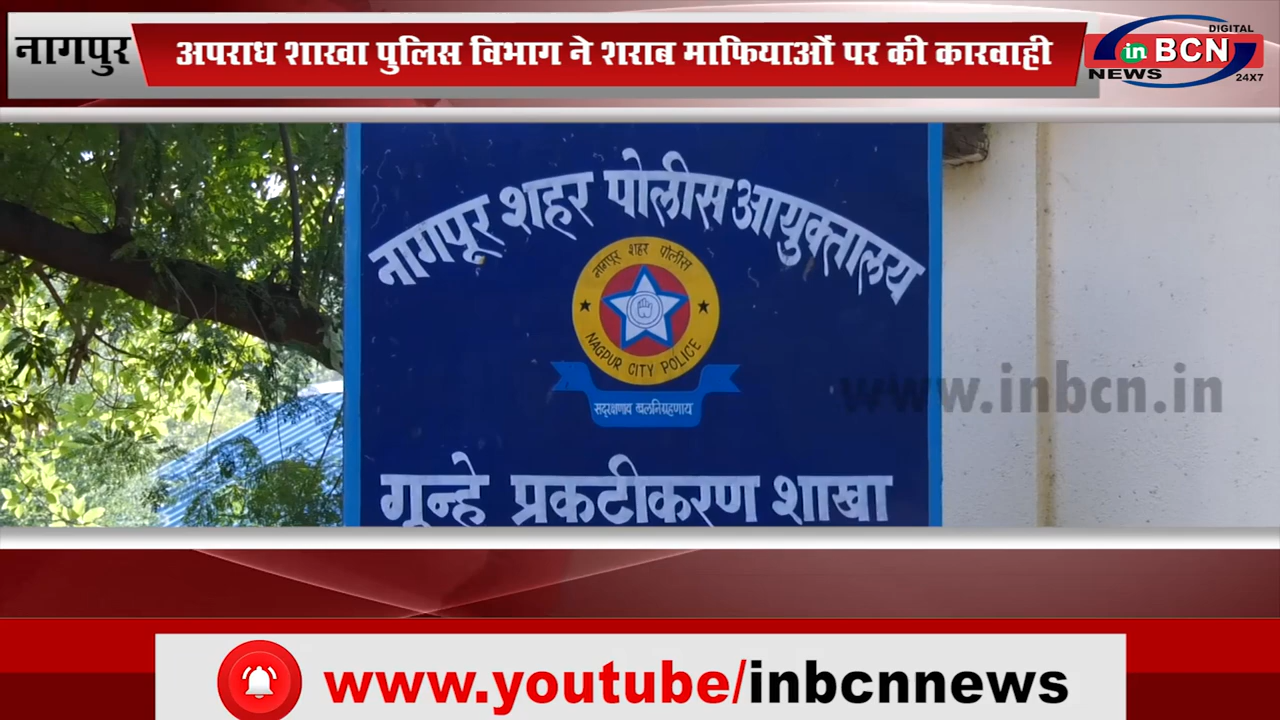 नागपुर
अपराध शाखा पुलिस विभाग ने शराब माफियाओं पर की कारवाही
DIGITAL
in BCN
NEWS
24X7
नागपूर शहर पोलीस आयुक्तालय
नागपूर शहर पोलीस
NAGPUR CITY POLICE
सद्‌रक्षणाय खलनिग्रहणाय
www.inbcn.in
गुन्हे प्रकटीकरण शाखा
www.youtube/inbcnnews